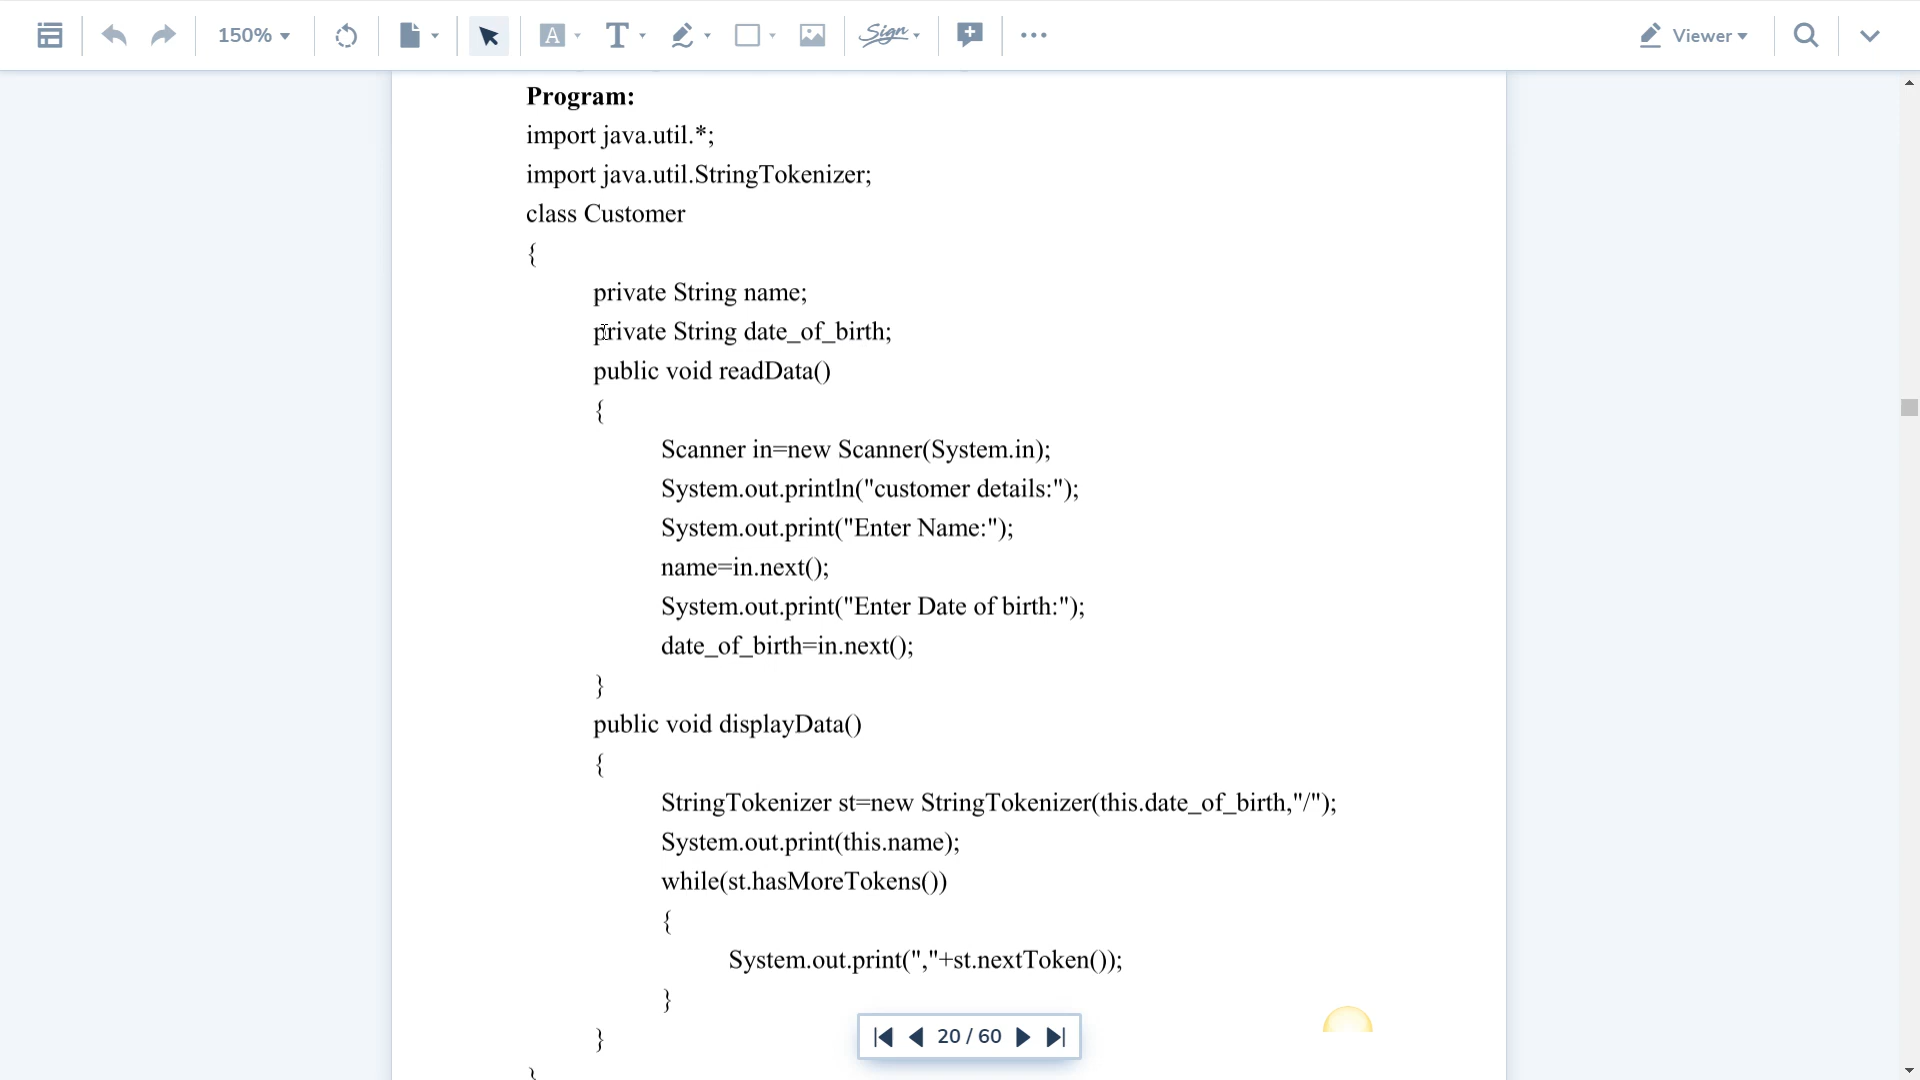 150%
A
T
Sign
Viewer
Program:
import java.util.*;
import java.util.StringTokenizer;
class Customer
{
private String name;
private String date_of_birth;
public void readData()
{
Scanner in=new Scanner(System.in);
System.out.println("customer details:");
System.out.print("Enter Name:");
name=in.next();
System.out.print("Enter Date of birth:");
date_of_birth=in.next();
}
public void displayData()
{
StringTokenizer st=new StringTokenizer(this.date_of_birth,"/");
System.out.print(this.name);
while(st.hasMoreTokens())
{
System.out.print(","+st.nextToken());
}
}
}
20 / 60